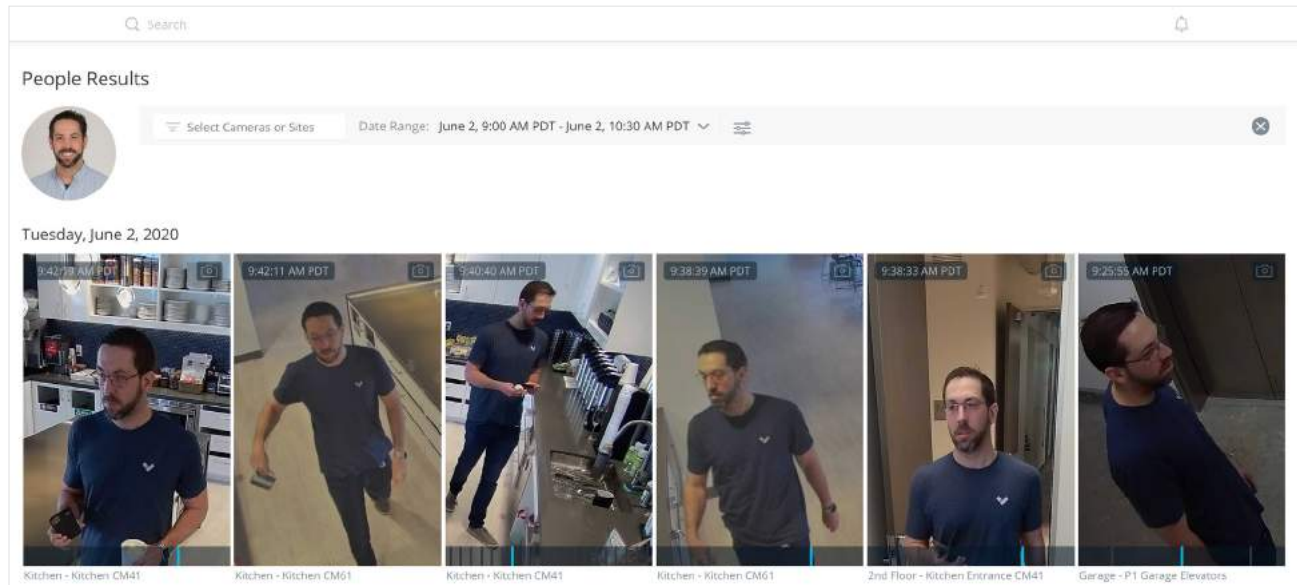 Search
People Results
Select Cameras or Sites
Date Range: June 2, 9:00 AM PDT - June 2, 10:30 AM PDT
Tuesday, June 2, 2020
AM PDT
9:42:11 AM PDT
9:40:40 AM PDT
9:38:39 AM PDT
9:38:33 AM PDT
9:25:55 AM PDT
Kitchen - Kitchen CM41
Kitchen - Kitchen CM61
Kitchen - Kitchen CM41
Kitchen - Kitchen CM61
2nd Floor - Kitchen Entrance CM41
Garage - P1 Garage Elevators